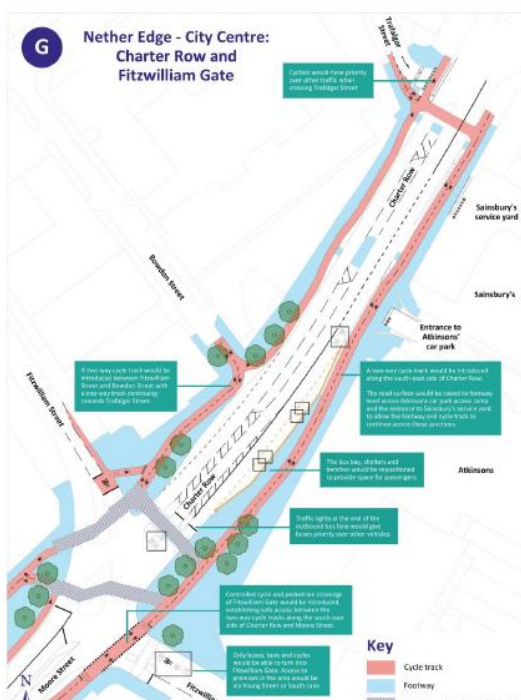 G
Nether Edge - City Centre:
Charter Row and
Fitzwilliam Gate
Trafalgar
Street
Cyclists would have priority
over other traffic when
crossing Trafalgar Street
Charter Row
Sainsbury's
service yard
Sainsbury's
Rowdon Street
Entrance to
Atkinsons'
car park
A two-way cycle track would be
introduced between Fitzwilliam
Street and Rowdon Street with
a one-way track continuing
towards Trafalgar Street.
A two-way cycle track would be introduced
along the south-east side of Charter Row.
The road surface would be raised to footway
level across Atkinsons car park access ramp
and the entrance to Sainsbury's service yard
to allow the footway and cycle track to
continue across these junctions.
Fitzwilliam Street
Atkinsons
The bus bay, shelters and
benches would be repositioned
to provide space for passengers
Charter Row
Traffic lights at the end of the
outbound bus lane would give
buses priority over other vehicles.
Controlled cycle and pedestrian crossings
of Fitzwilliam Gate would be introduced,
establishing safe access between the
two-way cycle tracks along the south-east
side of Charter Row and Moore Street.
Only buses, taxis and cycles
would be able to turn into
Fitzwilliam Gate. Access to
premises in the area would be
via Young Street or South Lane.
Moore Street
N
Key
Cycle track
Footway